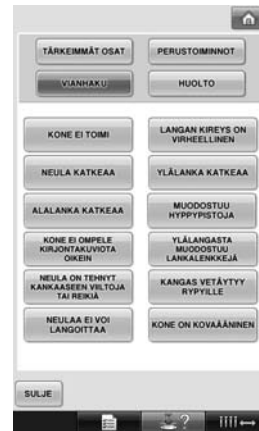 TÄRKEIMMÄT OSAT
PERUSTOIMINNOT
VIANHAKU
HUOLTO
KONE EI TOIMI
LANGAN KIREYS ON
VIRHEELLINEN
NEULA KATKEAA
YLÄLANKA KATKEAA
ALALANKA KATKEAA
MUODOSTUU
HYPPYPISTOJA
KONE EI OMPELE
KIRJONTAKUVIOTA
OIKEIN
YLÄLANGASTA
MUODOSTUU
LANKALENKKEJÄ
NEULA ON TEHNYT
KANKAASEEN VIILTOJA
TAI REIKIÄ
KANGAS VETÄYTYY
RYPYILLE
NEULAA EI VOI
LANGOITTAA
KONE ON KOVAÄÄNINEN
SULJE
?